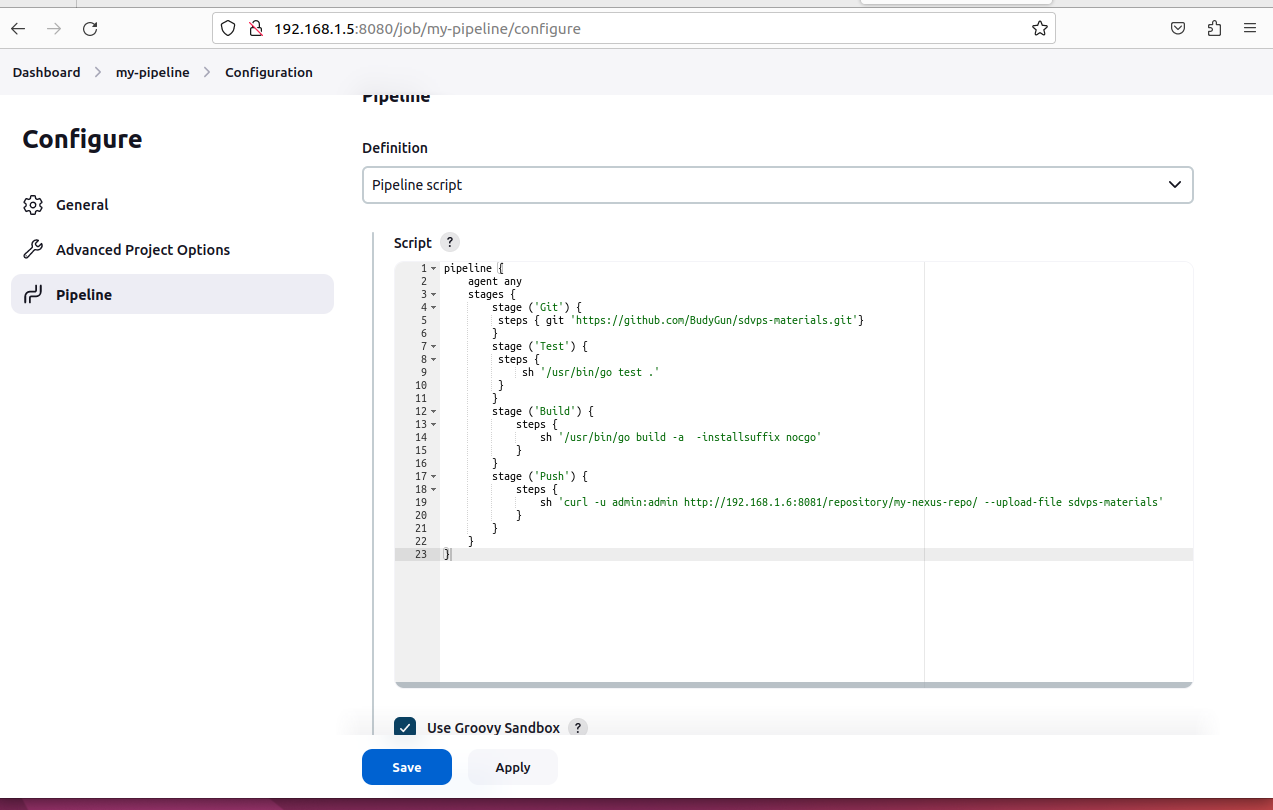 192.168.1.5:8080/job/my-pipeline/configure
Dashboard > my-pipeline > Configuration
Configure
General
Advanced Project Options
Pipeline
Pipeline
Definition
Pipeline script
Script ?
1 pipeline {
2     agent any
3     stages {
4         stage ('Git') {
5          steps { git 'https://github.com/BudyGun/sdvps-materials.git'}
6         }
7         stage ('Test') {
8          steps {
9              sh '/usr/bin/go test .'
10          }
11         }
12         stage ('Build') {
13             steps {
14                 sh '/usr/bin/go build -a  -installsuffix nocgo'
15             }
16         }
17         stage ('Push') {
18             steps {
19                 sh 'curl -u admin:admin http://192.168.1.6:8081/repository/my-nexus-repo/ --upload-file sdvps-materials'
20             }
21         }
22     }
23 }
Use Groovy Sandbox ?
Save Apply